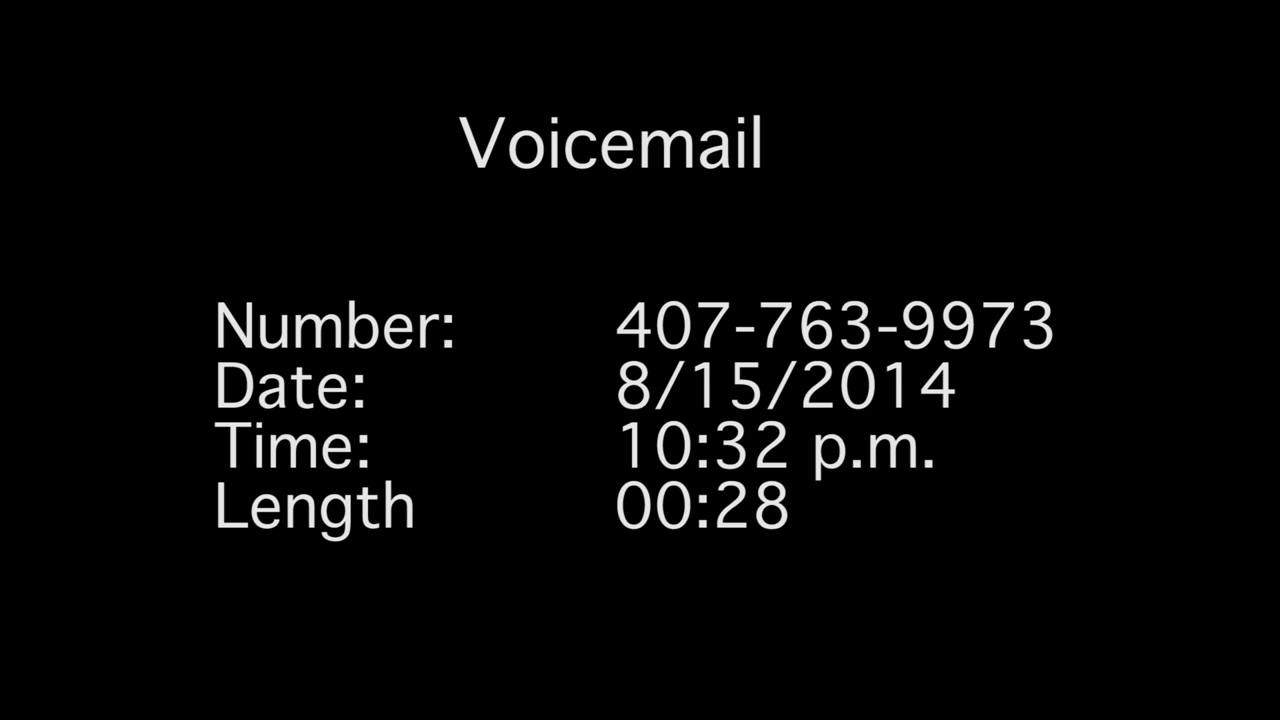 Voicemail
Number: 407-763-9973
Date: 8/15/2014
Time: 10:32 p.m.
Length 00:28